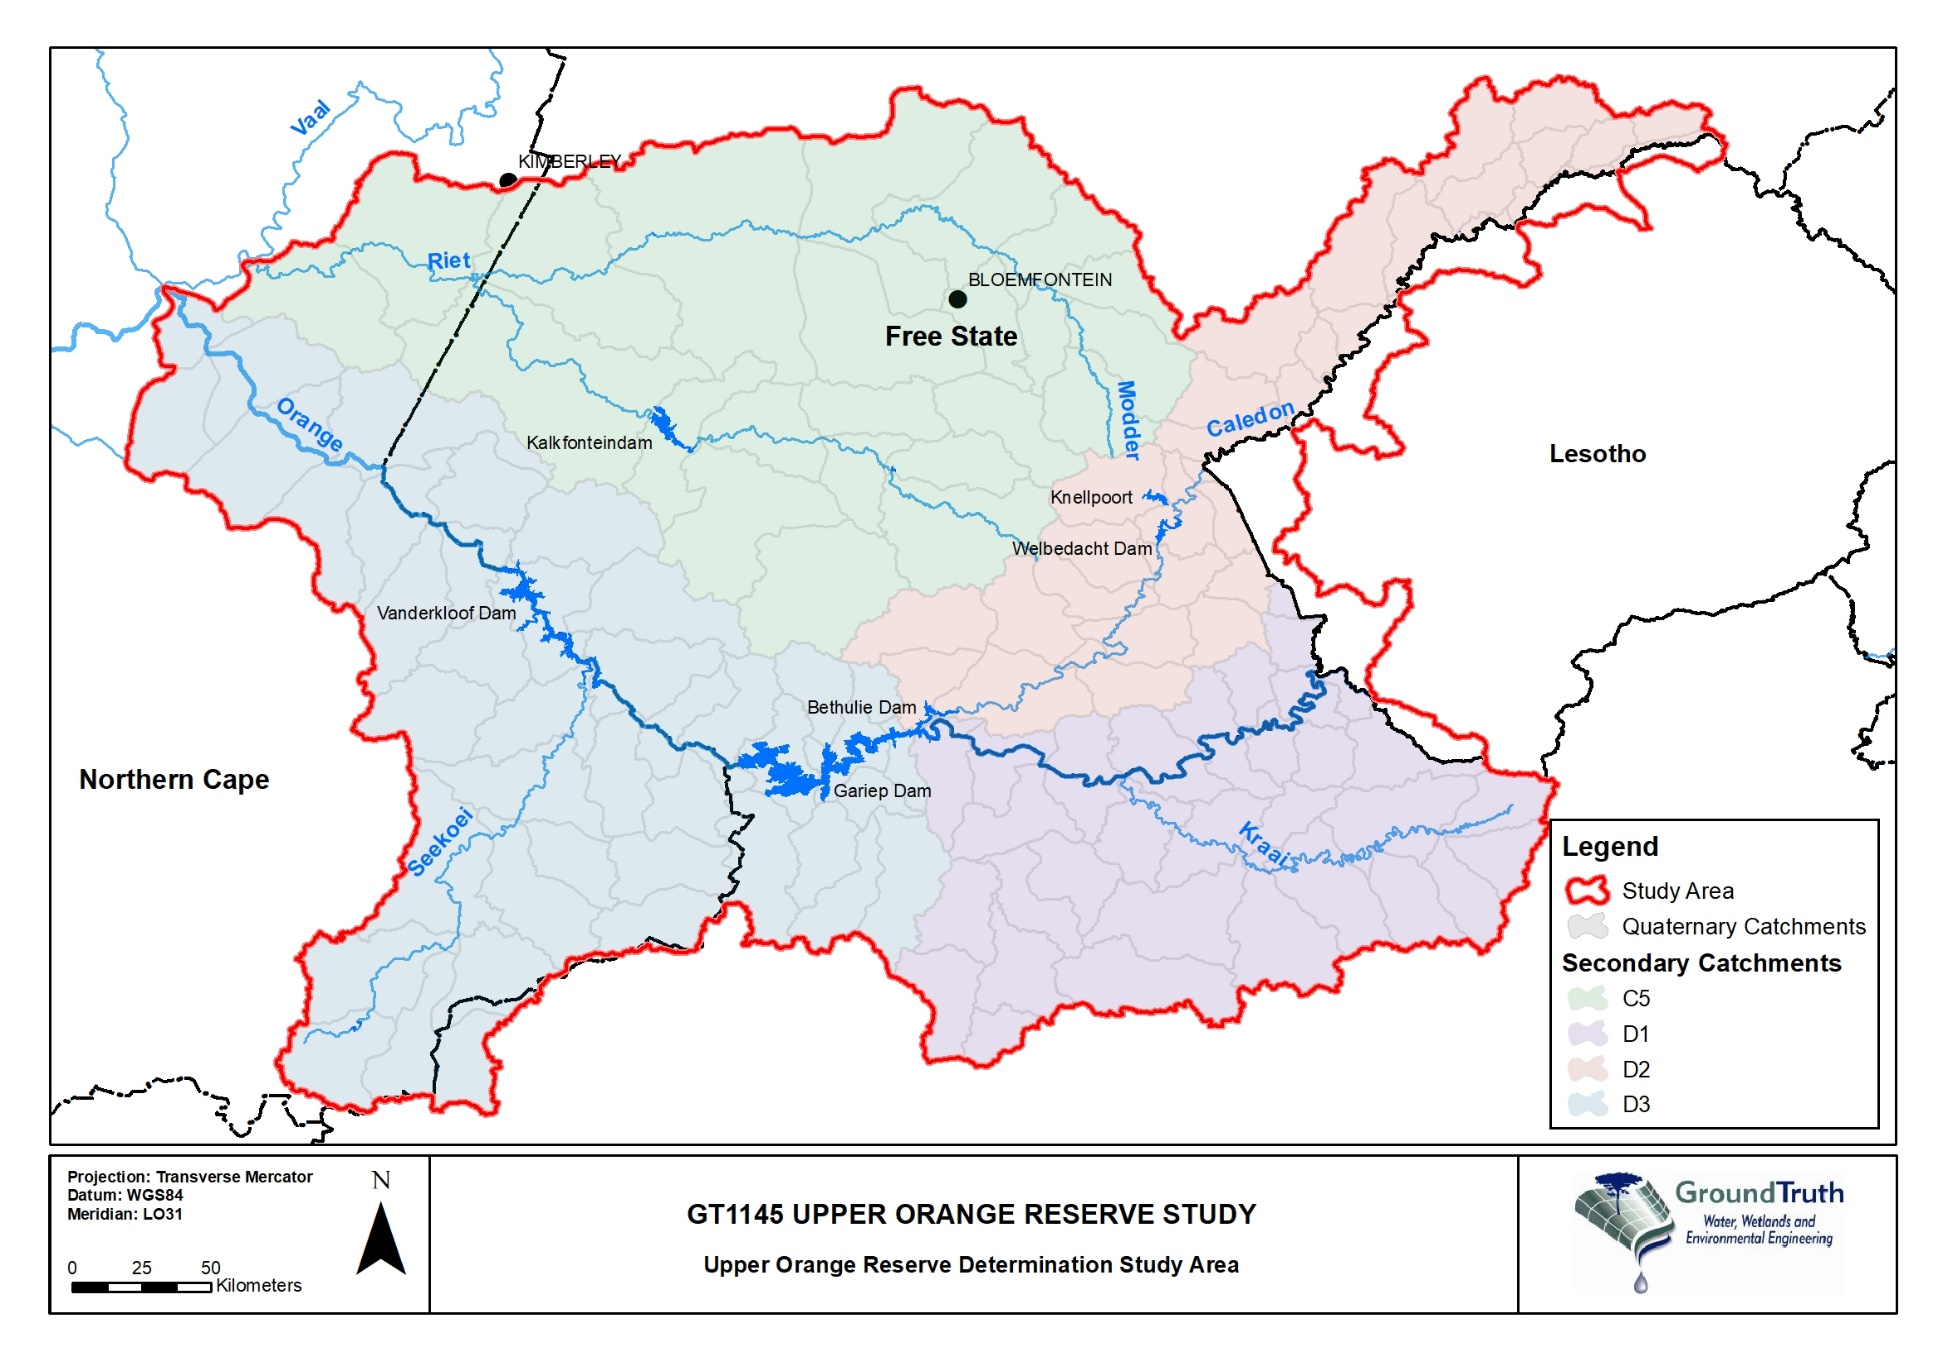 Vaal
KIMBERLEY
Riet
BLOEMFONTEIN
Free State
Orange
Modder
Caledon
Kalkfonteindam
Lesotho
Knellpoort
Welbedacht Dam
Vanderkloof Dam
Bethulie Dam
Northern Cape
Gariep Dam
Seekoei
Kraai
Legend
Study Area
Quaternary Catchments
Secondary Catchments
C5
D1
D2
D3
Projection: Transverse Mercator
Datum: WGS84
Meridian: LO31
N
0 25 50
Kilometers
GT1145 UPPER ORANGE RESERVE STUDY
Upper Orange Reserve Determination Study Area
GroundTruth
Water, Wetlands and
Environmental Engineering